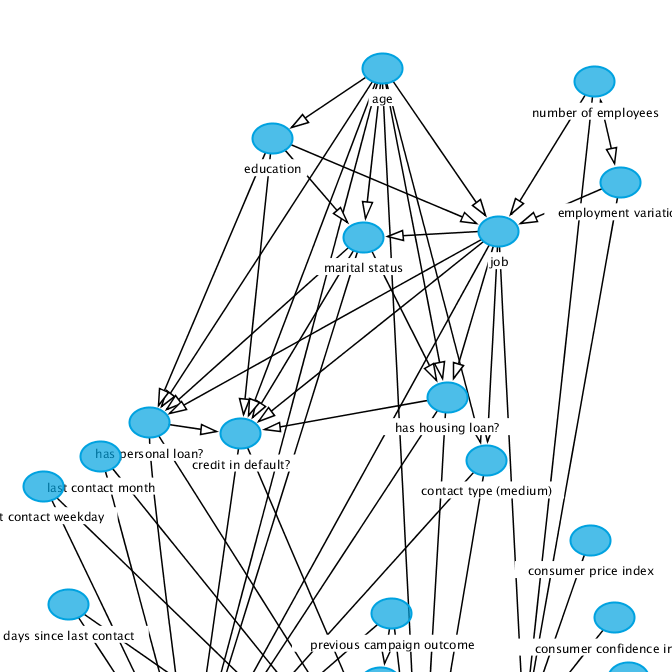 age
number of employees
education
employment variatio
marital status
job
has housing loan?
has personal loan?
credit in default?
last contact month
contact type (medium)
t contact weekday
consumer price index
days since last contact
previous campaign outcome
consumer confidence in